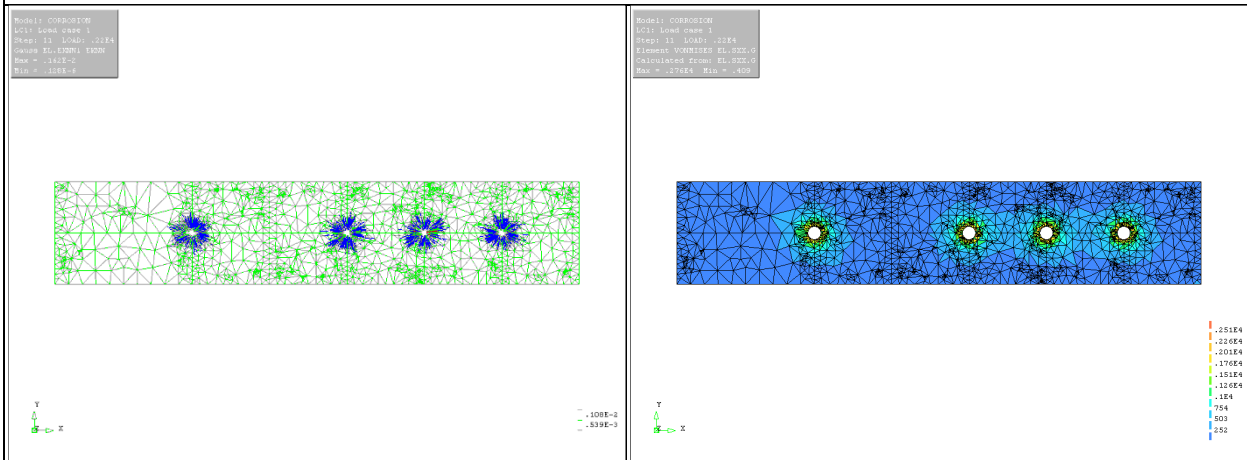 Model: CORROSION
LC1: Load case 1
Step: 11 LOAD: .22E4
Gauss EL.EKNN1 EKNN
Max = .162E-2
Min = .128E-4
Y
X
.108E-2
.539E-3
Model: CORROSION
LC1: Load case 1
Step: 11 LOAD: .22E4
Element VONMISES EL.SXX.G
Calculated from: EL.SXX.G
Max = .276E4 Min = .409
Y
X
.251E4
.226E4
.201E4
.176E4
.151E4
.126E4
.1E4
754
503
252